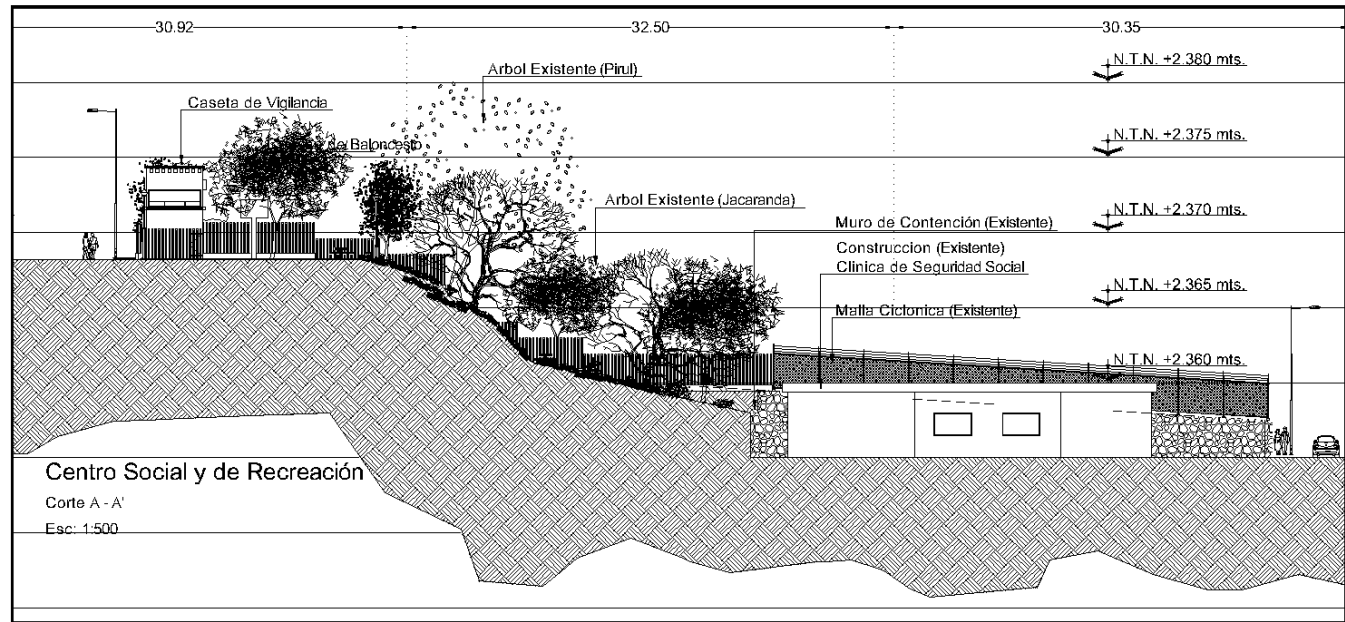 30.92
32.50
30.35
N.T.N. +2.380 mts.
Arbol Existente (Pirul)
Caseta de Vigilancia
N.T.N. +2.375 mts.
de Baloncesto
Arbol Existente (Jacaranda)
N.T.N. +2.370 mts.
Muro de Contención (Existente)
Construccion (Existente)
Clinica de Seguridad Social
N.T.N. +2.365 mts.
Malla Ciclonica (Existente)
N.T.N. +2.360 mts.
Centro Social y de Recreación
Corte A - A'
Esc: 1:500